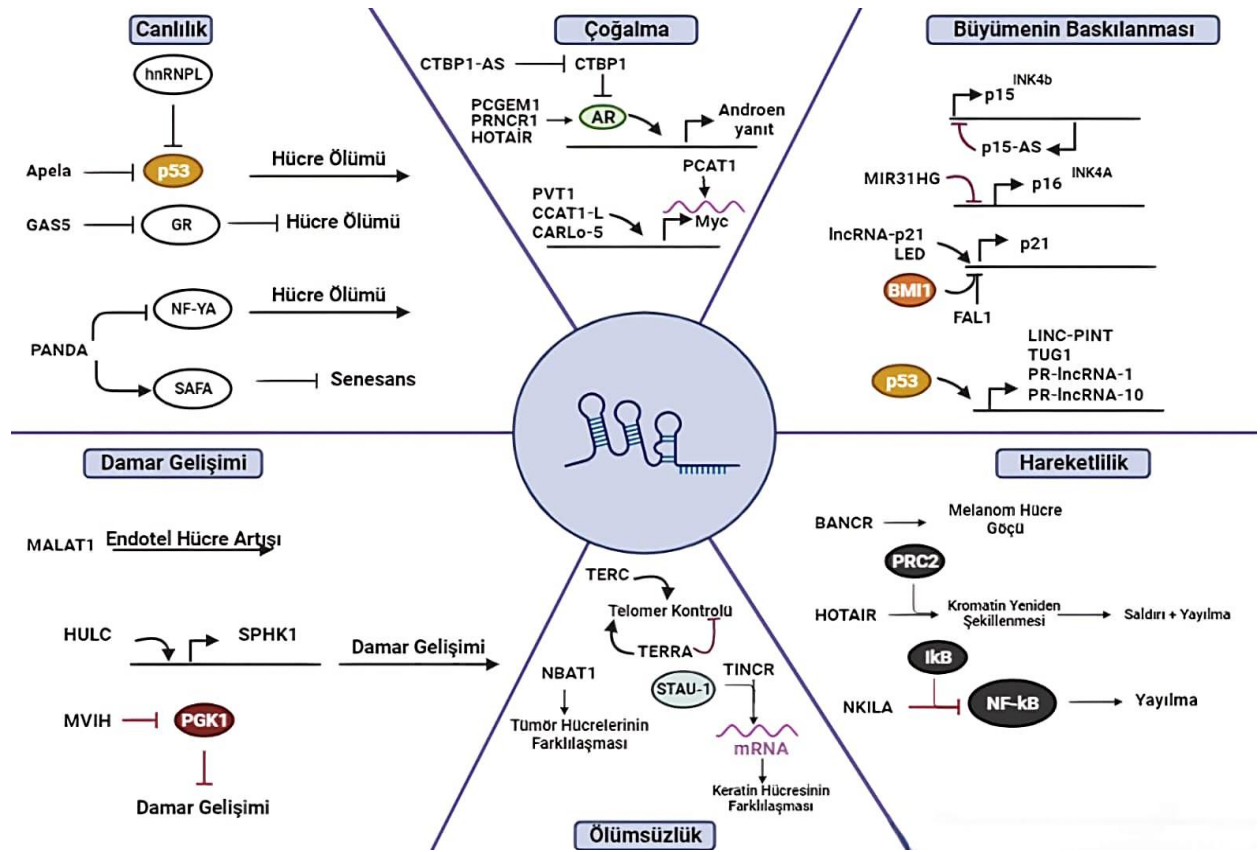 Canlılık
hnRNPL
Apela
p53
Hücre Ölümü
GAS5
GR
Hücre Ölümü
NF-YA
Hücre Ölümü
PANDA
SAFA
Senesans
Çoğalma
CTBP1-AS
CTBP1
PCGEM1
PRNCR1
HOTAİR
AR
Androen
yanıt
PCAT1
PVT1
CCAT1-L
CARLo-5
Myc
Büyümenin Baskılanması
p15 INK4b
p15-AS
MIR31HG
p16 INK4A
lncRNA-p21
LED
p21
BMI1
FAL1
p53
LINC-PINT
TUG1
PR-lncRNA-1
PR-lncRNA-10
Damar Gelişimi
MALAT1
Endotel Hücre Artışı
HULC
SPHK1
Damar Gelişimi
MVIH
PGK1
Damar Gelişimi
TERC
Telomer Kontrolu
TERRA
NBAT1
Tümör Hücrelerinin
Farklılaşması
STAU-1
TINCR
mRNA
Keratin Hücresinin
Farklılaşması
Ölümsüzlük
Hareketlilik
BANCR
Melanom Hücre
Göçü
PRC2
HOTAIR
Kromatin Yeniden
Şekillenmesi
Saldırı + Yayılma
IkB
NKILA
NF-kB
Yayılma